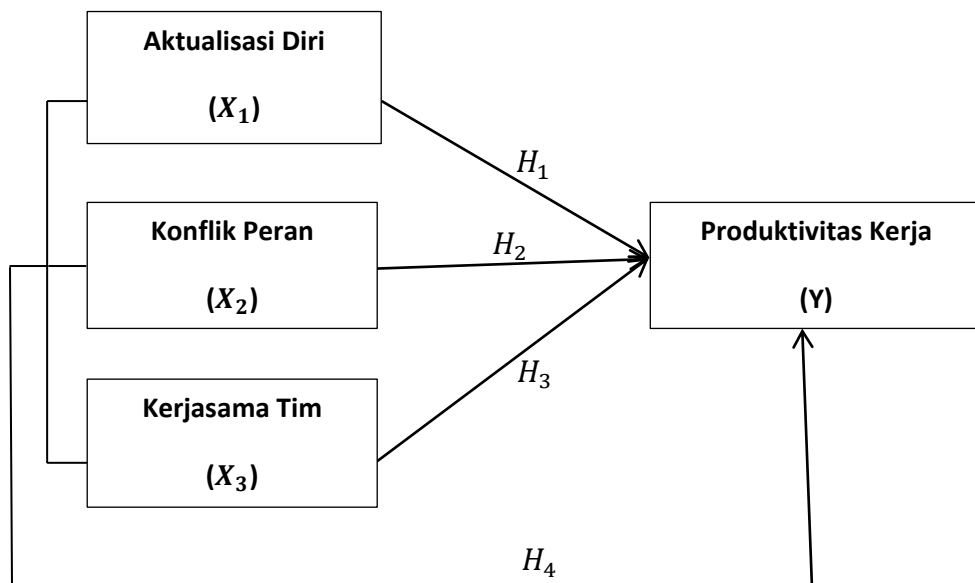 Aktualisasi Diri
(X₁)
H₁
Konflik Peran
(X₂)
H₂
Produktivitas Kerja
(Y)
H₃
Kerjasama Tim
(X₃)
H₄